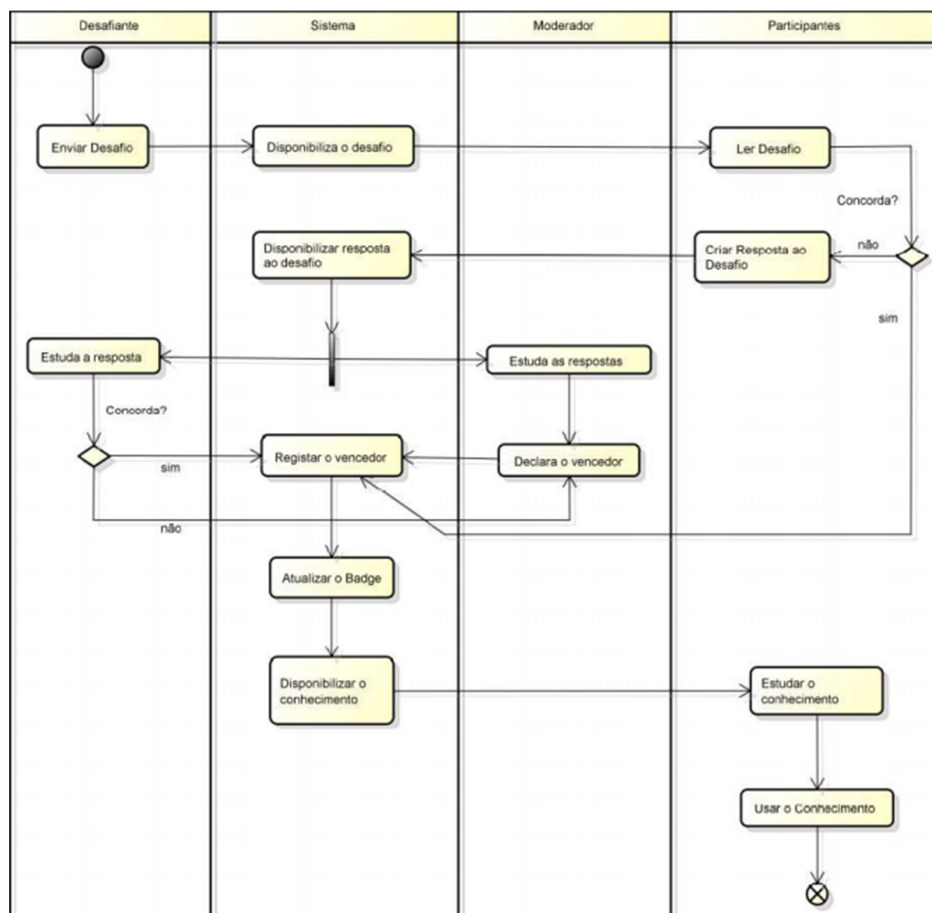 Desafiante
Sistema
Moderador
Participantes
Enviar Desafio
Disponibiliza o desafio
Ler Desafio
Concorda?
Disponibilizar resposta
ao desafio
Criar Resposta ao
Desafio
não
sim
Estuda a resposta
Estuda as respostas
Concorda?
Registar o vencedor
Declara o vencedor
sim
não
Atualizar o Badge
Disponibilizar o
conhecimento
Estudar o
conhecimento
Usar o Conhecimento